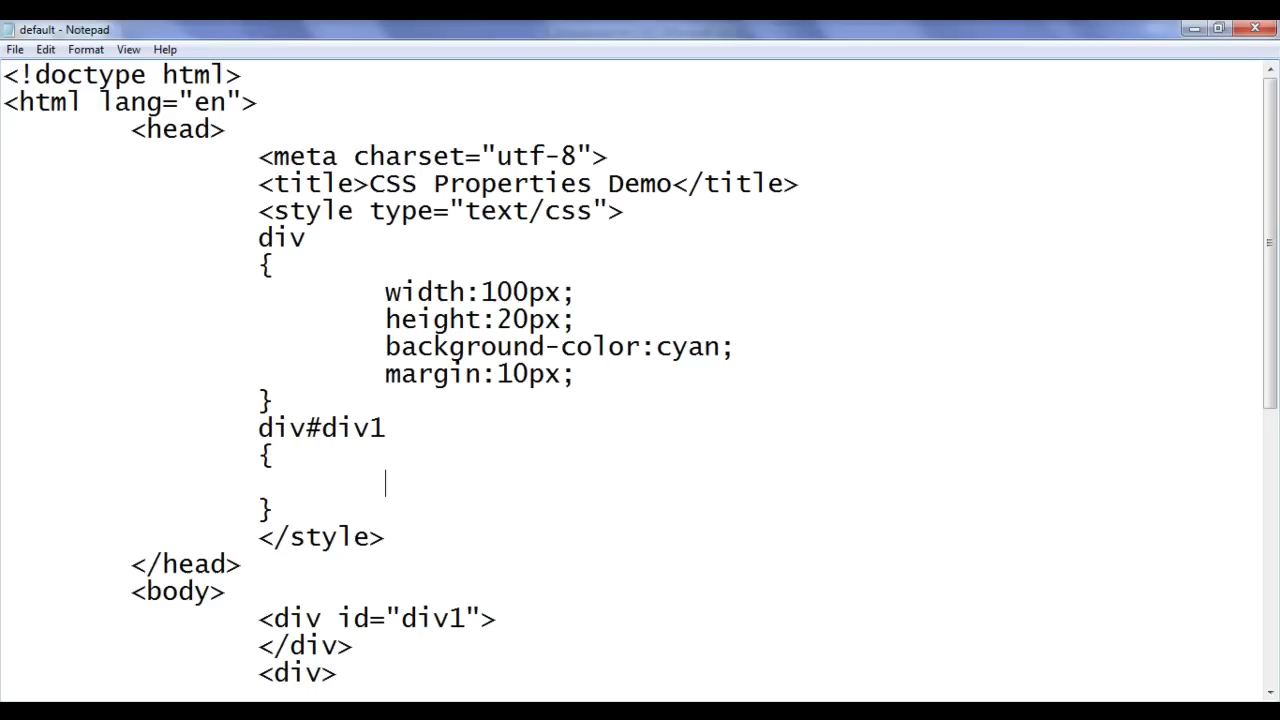 default - Notepad
File Edit Format View Help
<!doctype html>
<html lang="en">
<head>
<meta charset="utf-8">
<title>CSS Properties Demo</title>
<style type="text/css">
div
{
width:100px;
height:20px;
background-color:cyan;
margin:10px;
}
div#div1
{
}
</style>
</head>
<body>
<div id="div1">
</div>
<div>